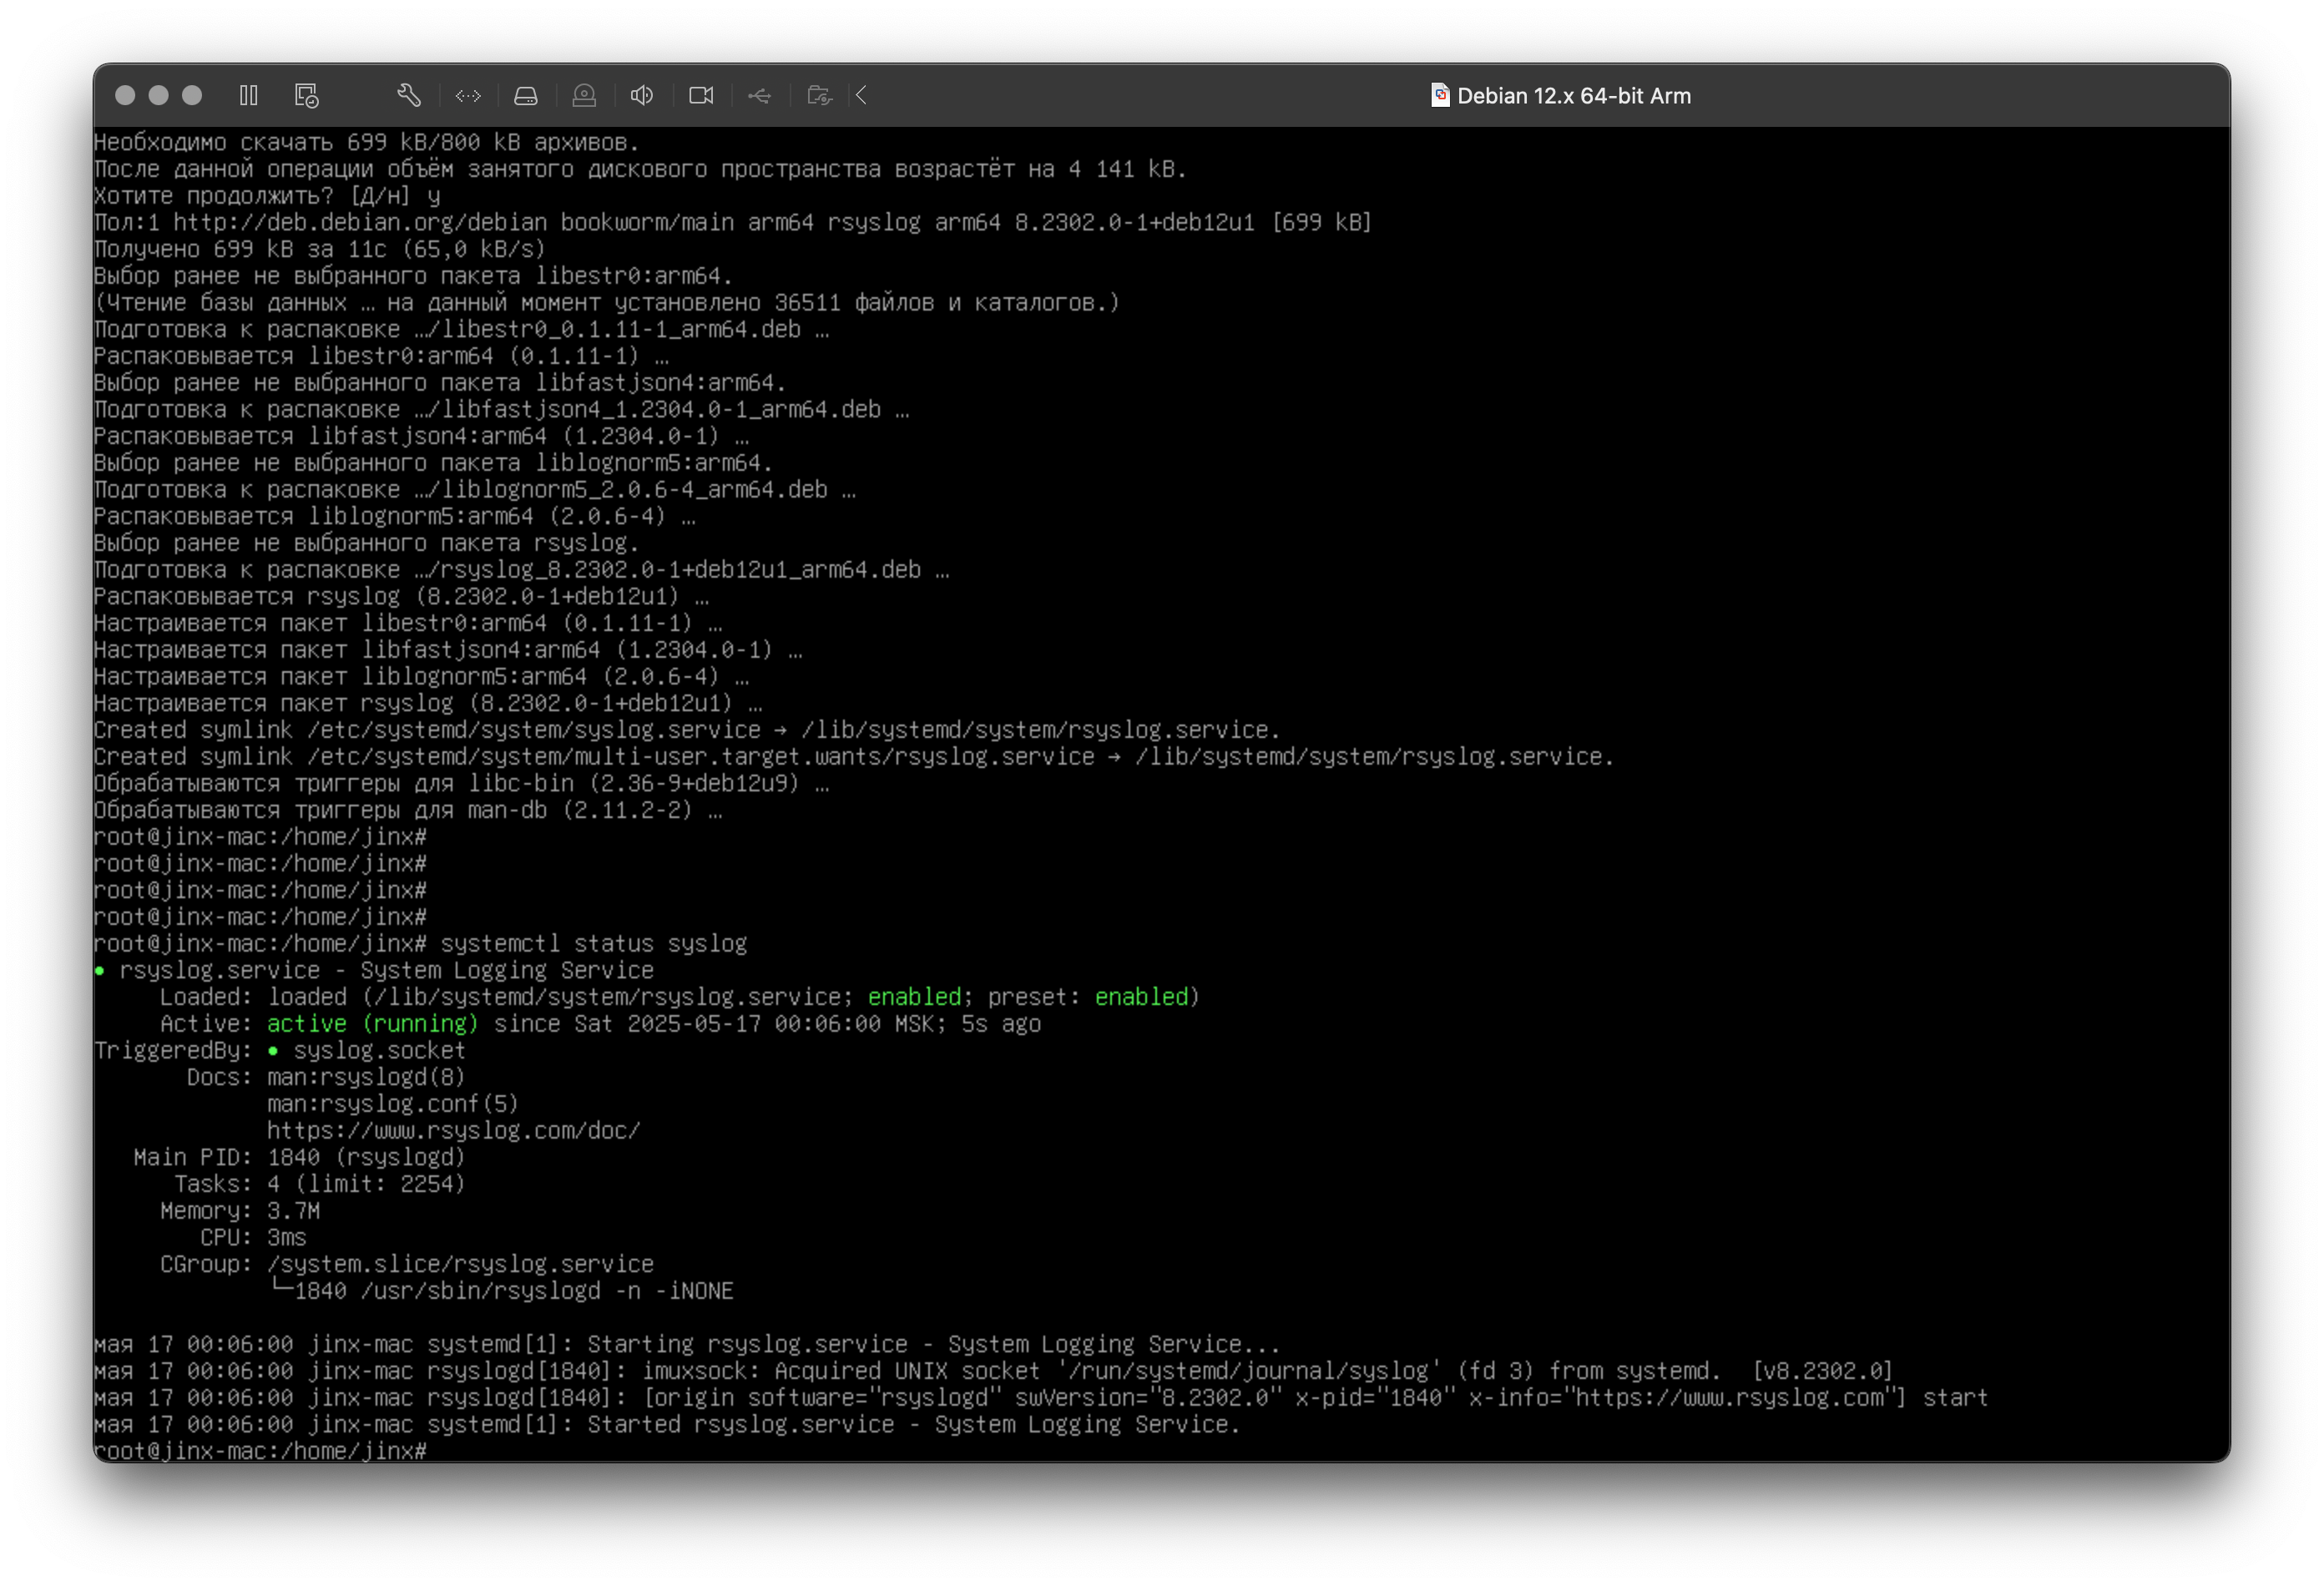 Debian 12.x 64-bit Arm
Необходимо скачать 699 kB/800 kB архивов.
После данной операции объём занятого дискового пространства возрастёт на 4 141 kB.
Хотите продолжить? [Д/н] y
Пол:1 http://deb.debian.org/debian bookworm/main arm64 rsyslog arm64 8.2302.0-1+deb12u1 [699 kB]
Получено 699 kB за 11с (65,0 kB/s)
Выбор ранее не выбранного пакета libestr0:arm64.
(Чтение базы данных … на данный момент установлено 36511 файлов и каталогов.)
Подготовка к распаковке …/libestr0_0.1.11-1_arm64.deb …
Распаковывается libestr0:arm64 (0.1.11-1) …
Выбор ранее не выбранного пакета libfastjson4:arm64.
Подготовка к распаковке …/libfastjson4_1.2304.0-1_arm64.deb …
Распаковывается libfastjson4:arm64 (1.2304.0-1) …
Выбор ранее не выбранного пакета liblognorm5:arm64.
Подготовка к распаковке …/liblognorm5_2.0.6-4_arm64.deb …
Распаковывается liblognorm5:arm64 (2.0.6-4) …
Выбор ранее не выбранного пакета rsyslog.
Подготовка к распаковке …/rsyslog_8.2302.0-1+deb12u1_arm64.deb …
Распаковывается rsyslog (8.2302.0-1+deb12u1) …
Настраивается пакет libestr0:arm64 (0.1.11-1) …
Настраивается пакет libfastjson4:arm64 (1.2304.0-1) …
Настраивается пакет liblognorm5:arm64 (2.0.6-4) …
Настраивается пакет rsyslog (8.2302.0-1+deb12u1) …
Created symlink /etc/systemd/system/syslog.service → /lib/systemd/system/rsyslog.service.
Created symlink /etc/systemd/system/multi-user.target.wants/rsyslog.service → /lib/systemd/system/rsyslog.service.
Обрабатываются триггеры для libc-bin (2.36-9+deb12u9) …
Обрабатываются триггеры для man-db (2.11.2-2) …
root@jinx-mac:/home/jinx#
root@jinx-mac:/home/jinx#
root@jinx-mac:/home/jinx#
root@jinx-mac:/home/jinx#
root@jinx-mac:/home/jinx# systemctl status syslog
● rsyslog.service - System Logging Service
Loaded: loaded (/lib/systemd/system/rsyslog.service; enabled; preset: enabled)
Active: active (running) since Sat 2025-05-17 00:06:00 MSK; 5s ago
TriggeredBy: ● syslog.socket
Docs: man:rsyslogd(8)
man:rsyslog.conf(5)
https://www.rsyslog.com/doc/
Main PID: 1840 (rsyslogd)
Tasks: 4 (limit: 2254)
Memory: 3.7M
CPU: 3ms
CGroup: /system.slice/rsyslog.service
└─1840 /usr/sbin/rsyslogd -n -iNONE
мая 17 00:06:00 jinx-mac systemd[1]: Starting rsyslog.service - System Logging Service...
мая 17 00:06:00 jinx-mac rsyslogd[1840]: imuxsock: Acquired UNIX socket '/run/systemd/journal/syslog' (fd 3) from systemd.  [v8.2302.0]
мая 17 00:06:00 jinx-mac rsyslogd[1840]: [origin software="rsyslogd" swVersion="8.2302.0" x-pid="1840" x-info="https://www.rsyslog.com"] start
мая 17 00:06:00 jinx-mac systemd[1]: Started rsyslog.service - System Logging Service.
root@jinx-mac:/home/jinx#